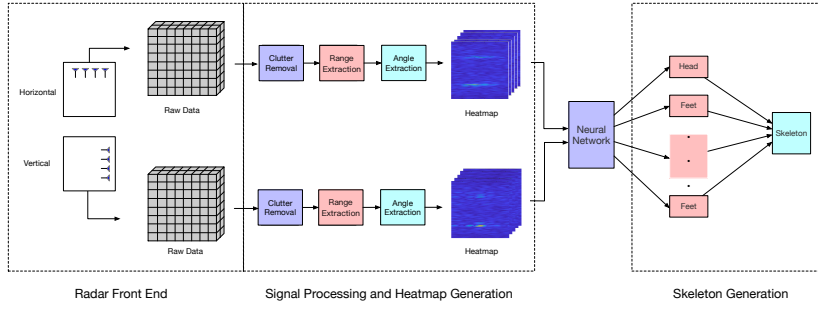 Horizontal
Raw Data
Clutter
Removal
Range
Extraction
Angle
Extraction
Heatmap
Vertical
Raw Data
Clutter
Removal
Range
Extraction
Angle
Extraction
Heatmap
Neural
Network
Head
Feet
Feet
Skeleton
Radar Front End
Signal Processing and Heatmap Generation
Skeleton Generation